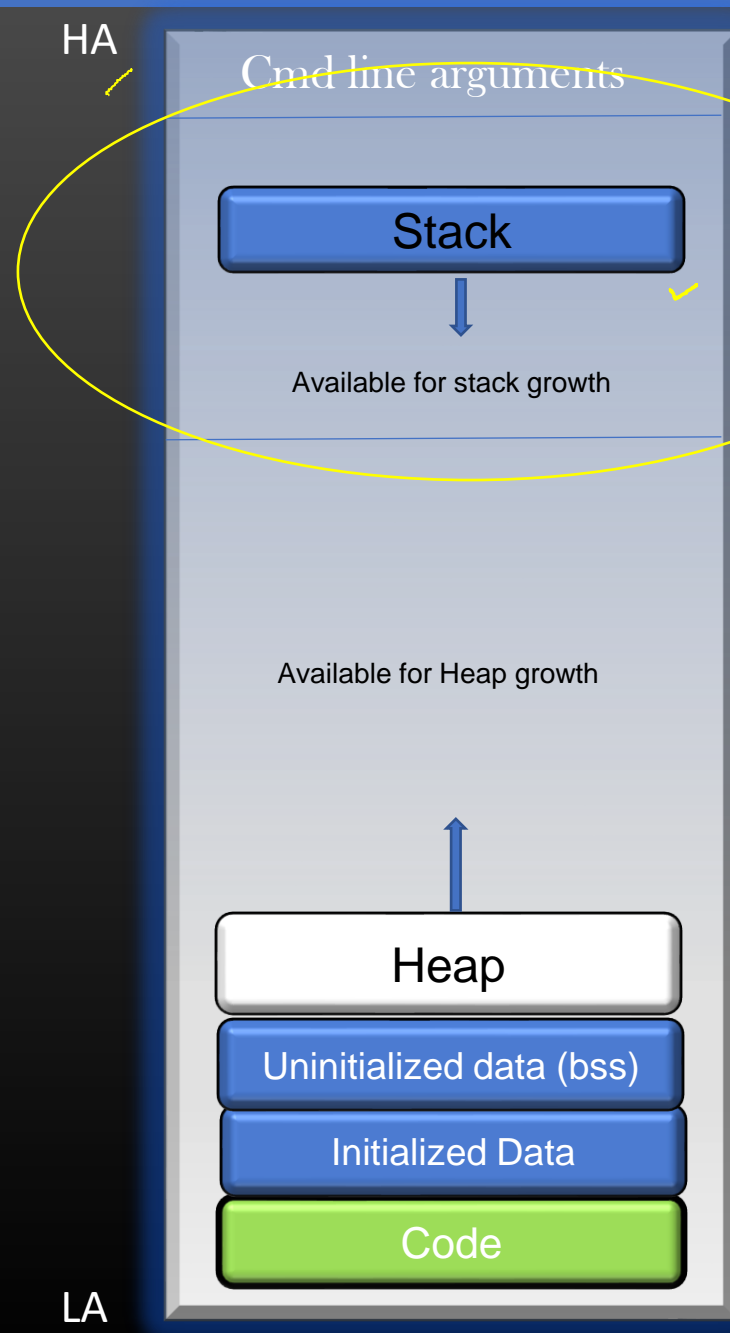 HA
Cmd line arguments
Stack
Available for stack growth
Available for Heap growth
Heap
Uninitialized data (bss)
Initialized Data
Code
LA